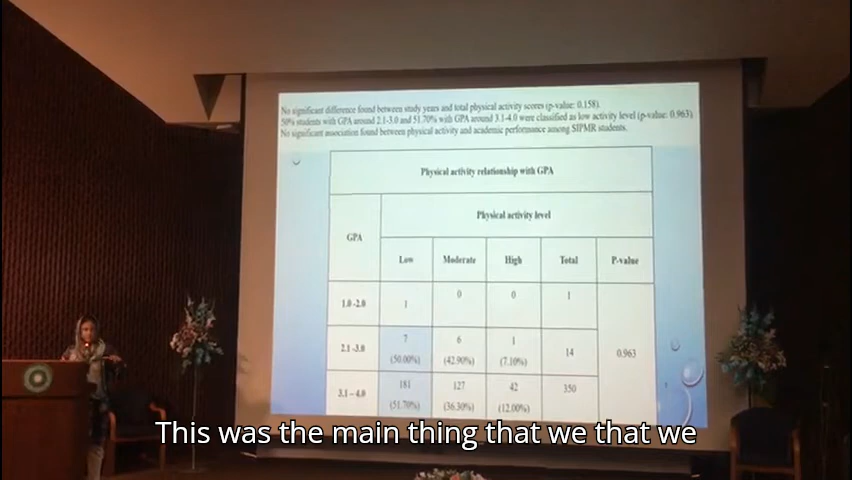 No significant difference found between study years and total physical activity scores (p-value: 0.158).
50% students with GPA around 2.1-3.0 and 51.70% with GPA around 3.1-4.0 were classified as low activity level (p-value: 0.963)
No significant association found between physical activity and academic performance among SIPMR students.
Physical activity relationship with GPA
GPA Physical activity level
Low Moderate High Total P-value
1.0 -2.0 1 0 0 1
2.1 -3.0 7 6 1 14 0.963
(50.00%) (42.90%) (7.10%)
3.1 – 4.0 181 127 42 350
(51.70%) (36.30%) (12.00%)
This was the main thing that we that we